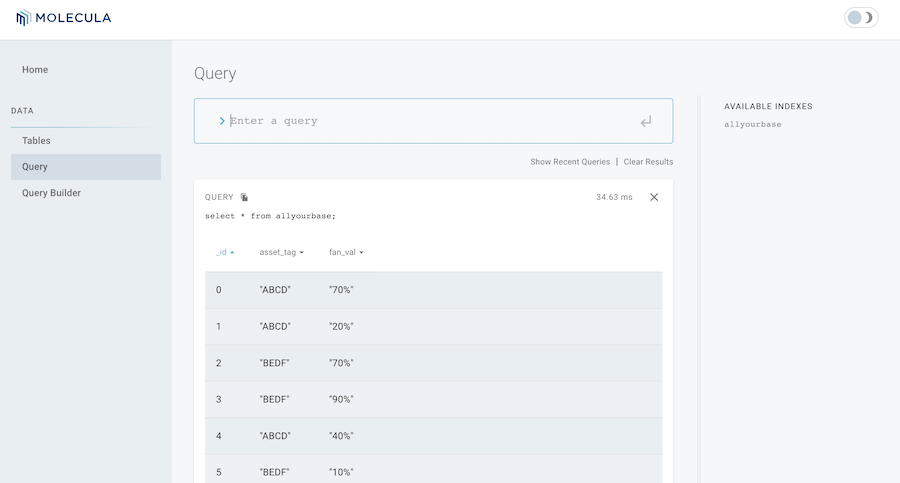 MOLECULA
Home
DATA
Tables
Query
Query Builder
Query
Enter a query
Show Recent Queries | Clear Results
QUERY 34.63 ms
select * from allyourbase;
_id asset_tag fan_val
0 "ABCD" "70%"
1 "ABCD" "20%"
2 "BEDF" "70%"
3 "BEDF" "90%"
4 "ABCD" "40%"
5 "BEDF" "10%"
AVAILABLE INDEXES
allyourbase